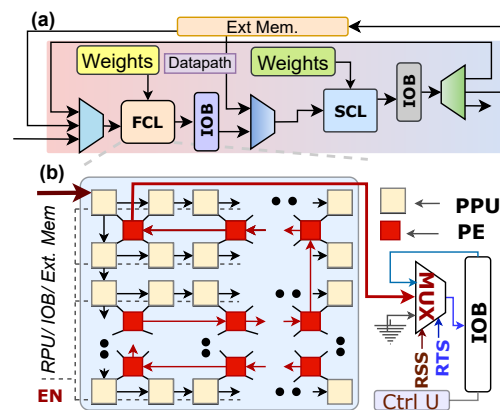 (a)
Ext Mem.
Weights
Datapath
Weights
FCL
IOB
SCL
IOB
(b)
RPU/ IOB/ Ext. Mem
EN
PPU
PE
MUX
IOB
RSS
RTS
Ctrl U